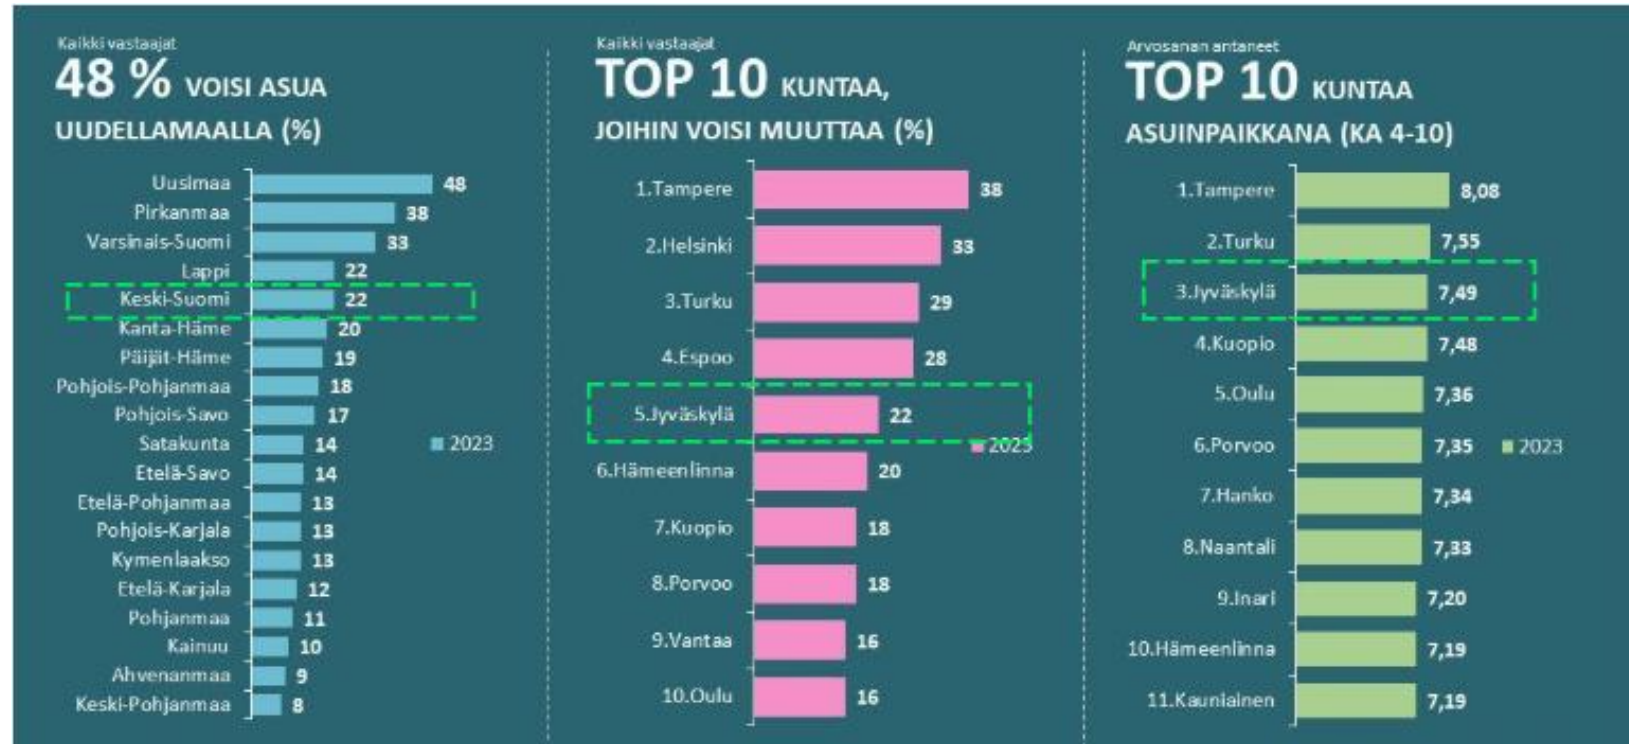 Kaikki vastaajat
48 % VOISI ASUA
UUDELLAMAALLA (%)
Uusimaa 48
Pirkanmaa 38
Varsinais-Suomi 33
Lappi 22
Keski-Suomi 22
Kanta-Häme 20
Päijät-Häme 19
Pohjois-Pohjanmaa 18
Pohjois-Savo 17
Satakunta 14
Etelä-Savo 14
Etelä-Pohjanmaa 13
Pohjois-Karjala 13
Kymenlaakso 13
Etelä-Karjala 12
Pohjanmaa 11
Kainuu 10
Ahvenanmaa 9
Keski-Pohjanmaa 8
2023
Kaikki vastaajat
TOP 10 KUNTAA,
JOIHIN VOISI MUUTTAA (%)
1.Tampere 38
2.Helsinki 33
3.Turku 29
4.Espoo 28
5.Jyväskylä 22
6.Hämeenlinna 20
7.Kuopio 18
8.Porvoo 18
9.Vantaa 16
10.Oulu 16
2023
Arvosanan antaneet
TOP 10 KUNTAA
ASUINPAIKKANA (KA 4-10)
1.Tampere 8,08
2.Turku 7,55
3.Jyväskylä 7,49
4.Kuopio 7,48
5.Oulu 7,36
6.Porvoo 7,35
7.Hanko 7,34
8.Naantali 7,33
9.Inari 7,20
10.Hämeenlinna 7,19
11.Kauniainen 7,19
2023